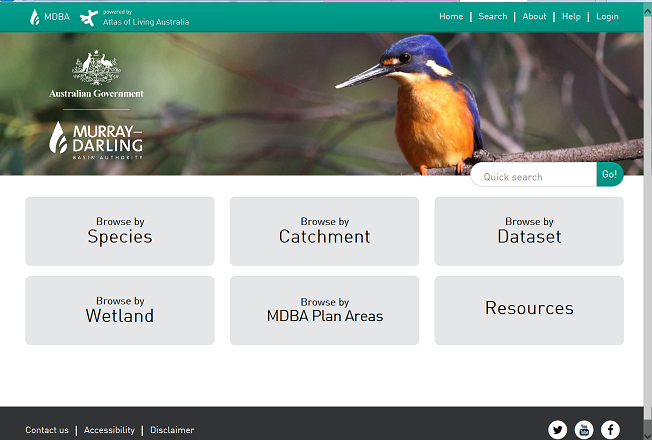 MDBA
powered by
Atlas of Living Australia
Home | Search | About | Help | Login
Australian Government
MURRAY–
DARLING
BASIN AUTHORITY
Quick search
Go!
Browse by
Species
Browse by
Catchment
Browse by
Dataset
Browse by
Wetland
Browse by
MDBA Plan Areas
Resources
Contact us | Accessibility | Disclaimer